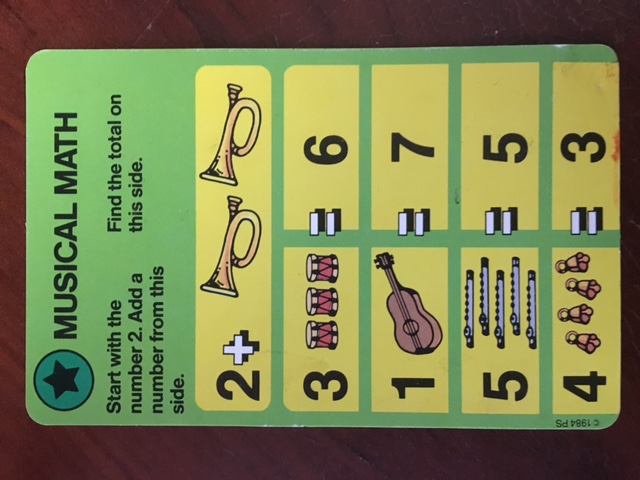 MUSICAL MATH
Start with the
number 2. Add a
number from this
side.
Find the total on
this side.
2+
3 = 6
1 = 7
5 = 5
4 = 3
© 1984 PS